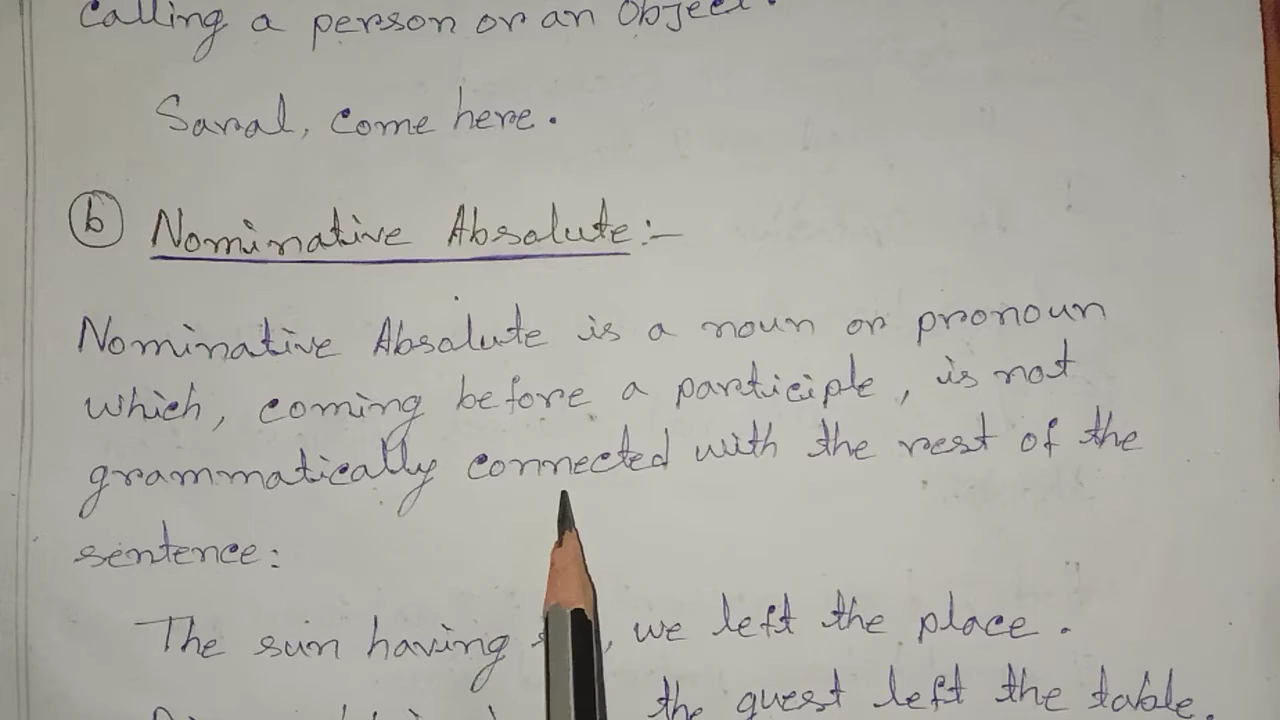 calling a person or an object.
Saral, come here.
b Nominative Absolute:-
Nominative Absolute is a noun or pronoun
which, coming before a participle, is not
grammatically connected with the rest of the
sentence:
The sun having , we left the place.
the guest left the table.